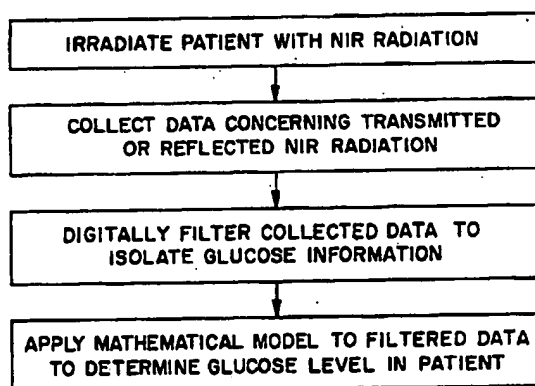 IRRADIATE PATIENT WITH NIR RADIATION
COLLECT DATA CONCERNING TRANSMITTED
OR REFLECTED NIR RADIATION
DIGITALLY FILTER COLLECTED DATA TO
ISOLATE GLUCOSE INFORMATION
APPLY MATHEMATICAL MODEL TO FILTERED DATA
TO DETERMINE GLUCOSE LEVEL IN PATIENT